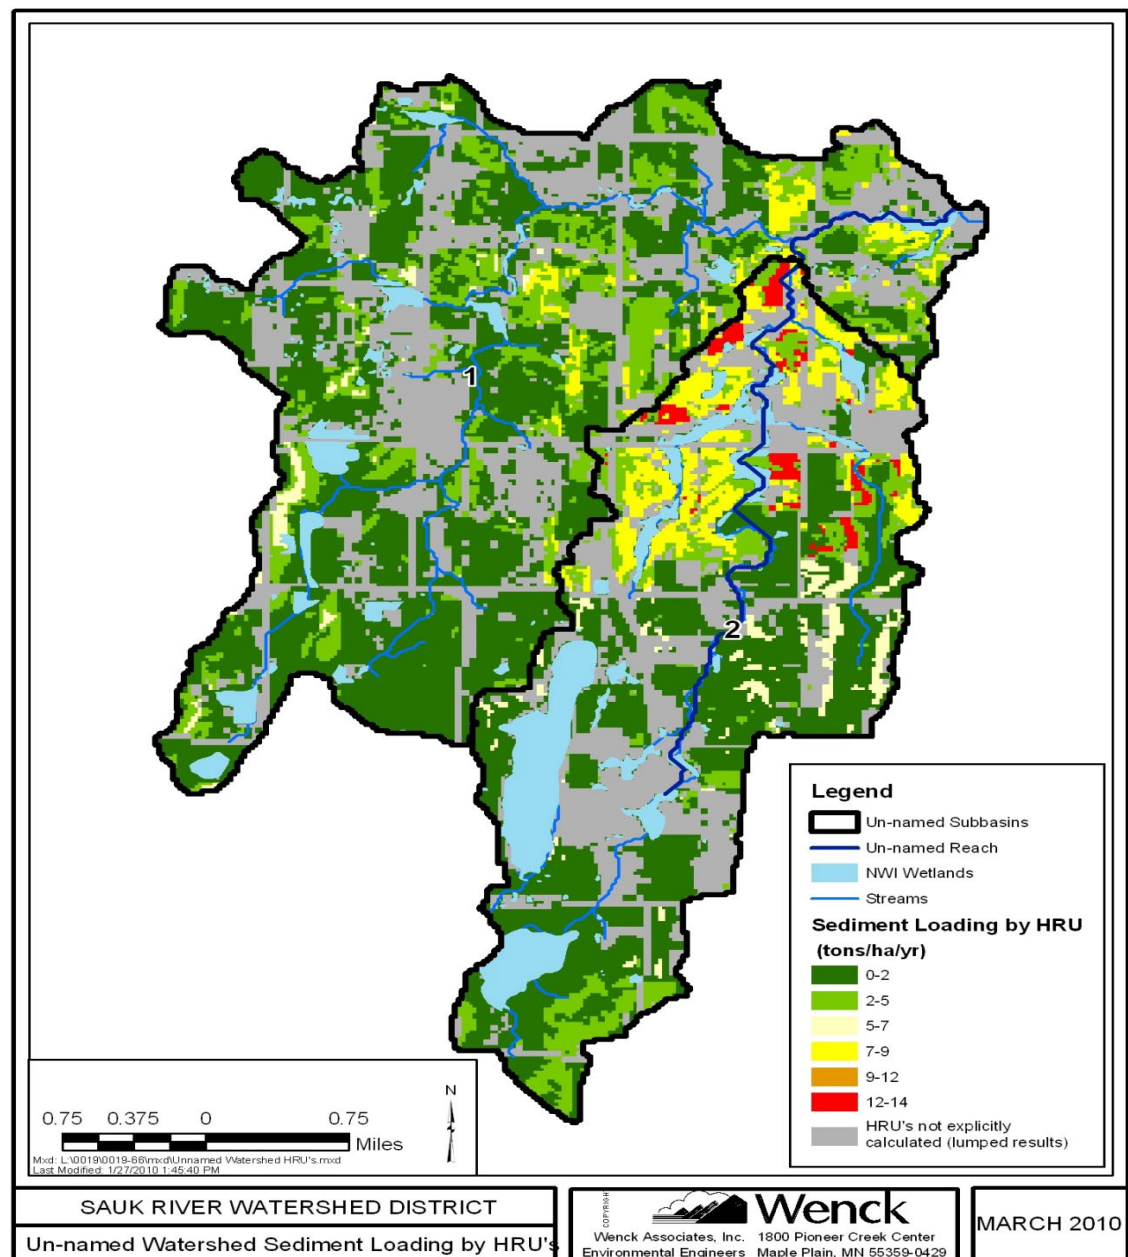 1
2
Legend
Un-named Subbasins
Un-named Reach
NWI Wetlands
Streams
Sediment Loading by HRU
(tons/ha/yr)
0-2
2-5
5-7
7-9
9-12
12-14
HRU's not explicitly
calculated (lumped results)
N
0.75 0.375 0 0.75
Miles
Mxd: L:\0019\0019-66\mxd\Unnamed Watershed HRU's.mxd
Last Modified: 1/27/2010 1:45:40 PM
SAUK RIVER WATERSHED DISTRICT
Un-named Watershed Sediment Loading by HRU's
COPYRIGHT
Wenck
Wenck Associates, Inc. 1800 Pioneer Creek Center
Environmental Engineers Maple Plain, MN 55359-0429
MARCH 2010